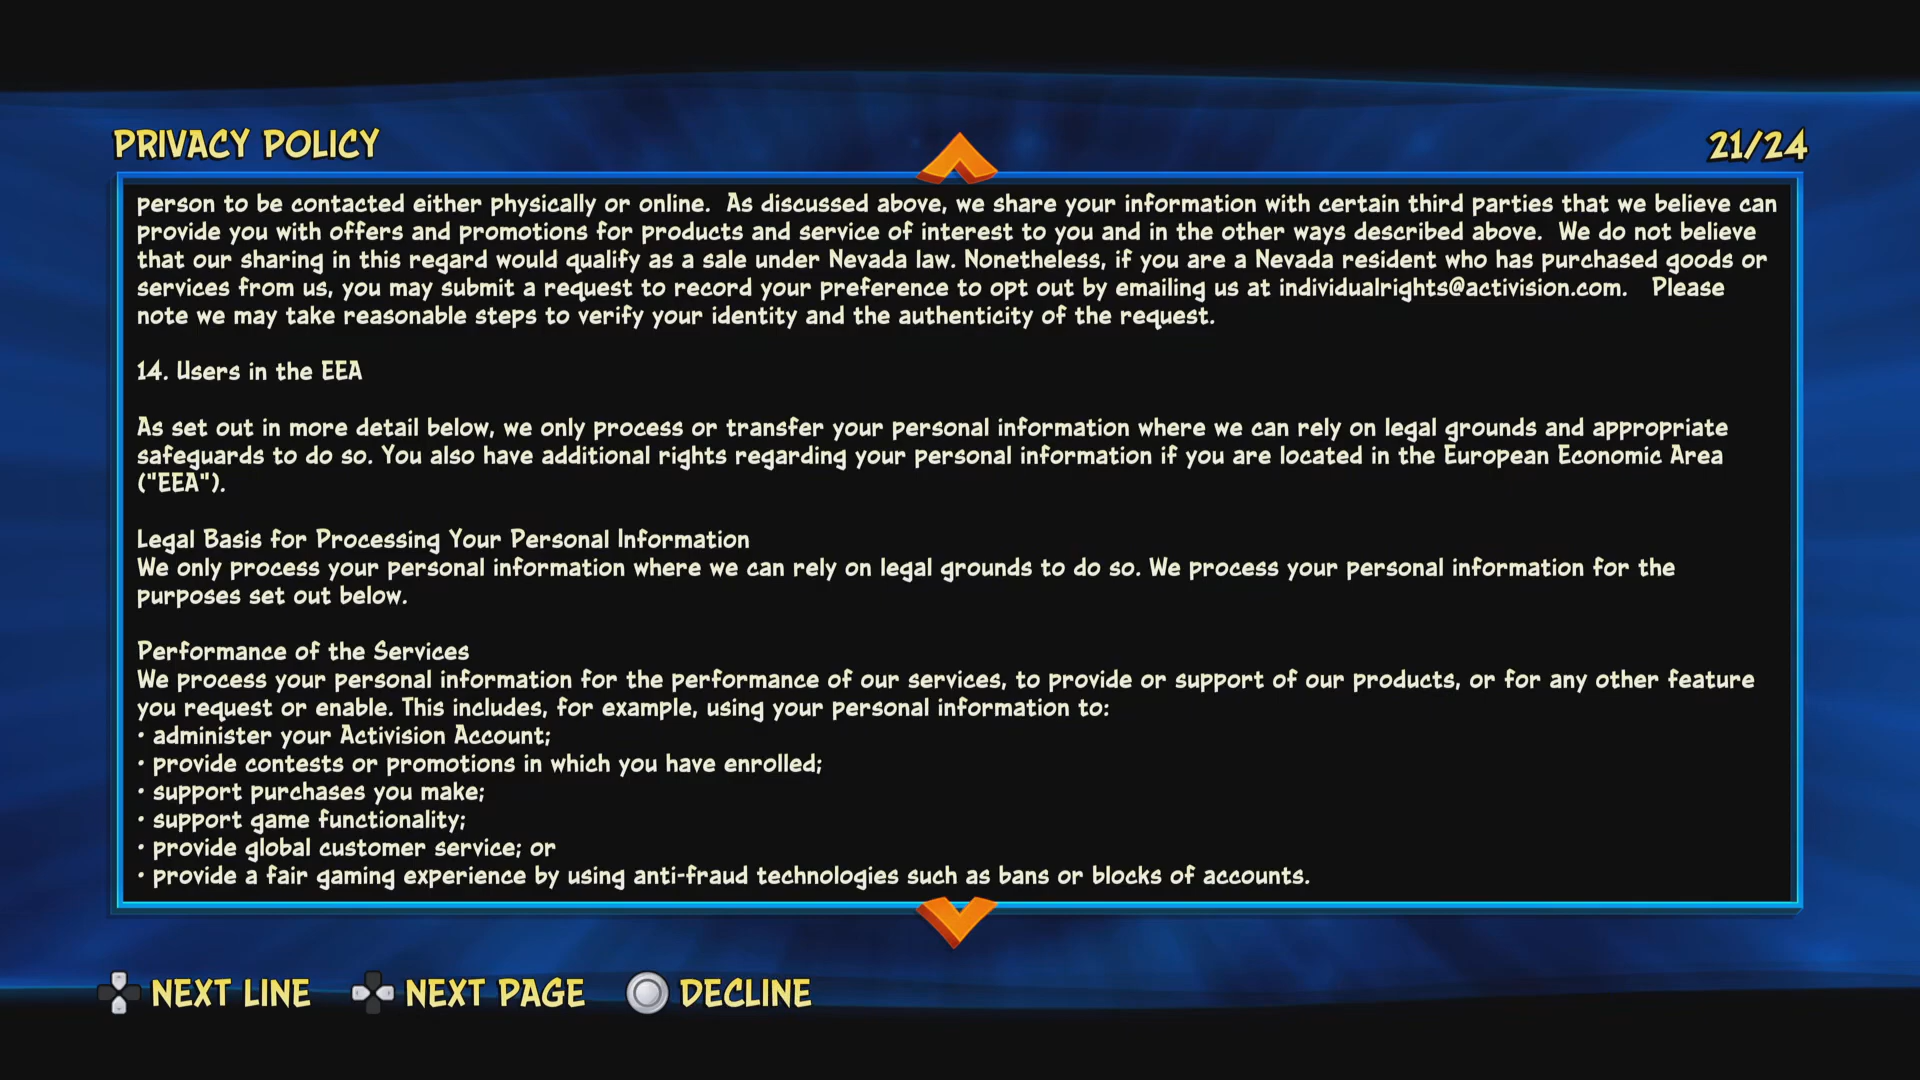 PRIVACY POLICY
21/24
person to be contacted either physically or online.  As discussed above, we share your information with certain third parties that we believe can
provide you with offers and promotions for products and service of interest to you and in the other ways described above.  We do not believe
that our sharing in this regard would qualify as a sale under Nevada law. Nonetheless, if you are a Nevada resident who has purchased goods or
services from us, you may submit a request to record your preference to opt out by emailing us at individualrights@activision.com.   Please
note we may take reasonable steps to verify your identity and the authenticity of the request.
14. Users in the EEA
As set out in more detail below, we only process or transfer your personal information where we can rely on legal grounds and appropriate
safeguards to do so. You also have additional rights regarding your personal information if you are located in the European Economic Area
("EEA").
Legal Basis for Processing Your Personal Information
We only process your personal information where we can rely on legal grounds to do so. We process your personal information for the
purposes set out below.
Performance of the Services
We process your personal information for the performance of our services, to provide or support of our products, or for any other feature
you request or enable. This includes, for example, using your personal information to:
• administer your Activision Account;
• provide contests or promotions in which you have enrolled;
• support purchases you make;
• support game functionality;
• provide global customer service; or
• provide a fair gaming experience by using anti-fraud technologies such as bans or blocks of accounts.
NEXT LINE NEXT PAGE DECLINE